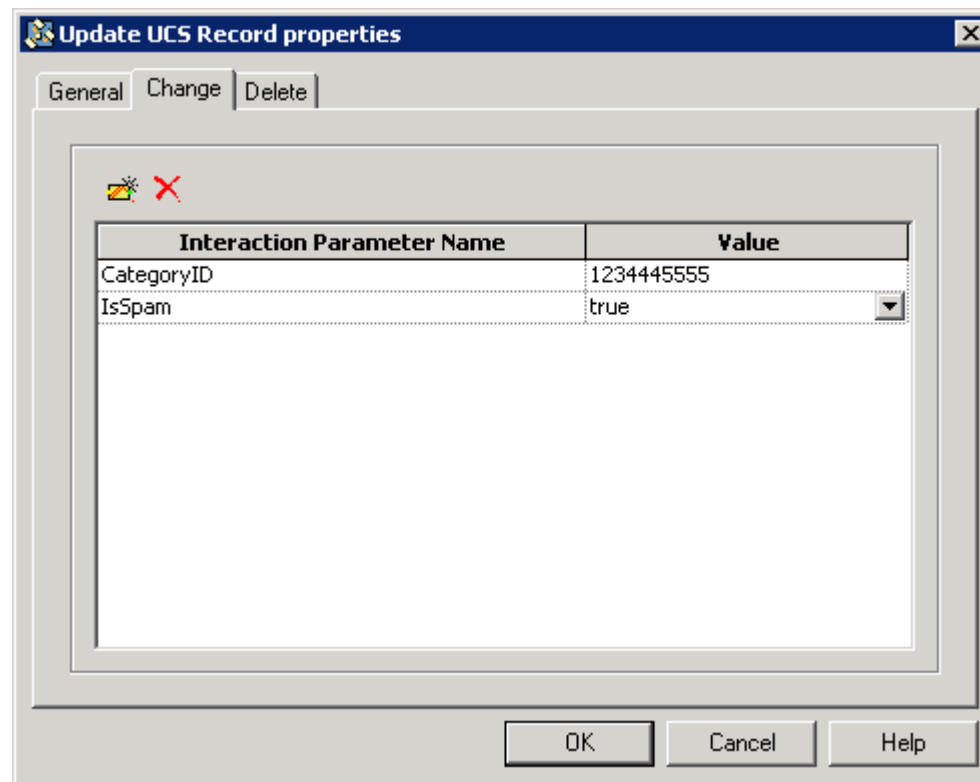 Update UCS Record properties
General Change Delete
Interaction Parameter Name Value
CategoryID 1234445555
IsSpam true
OK Cancel Help